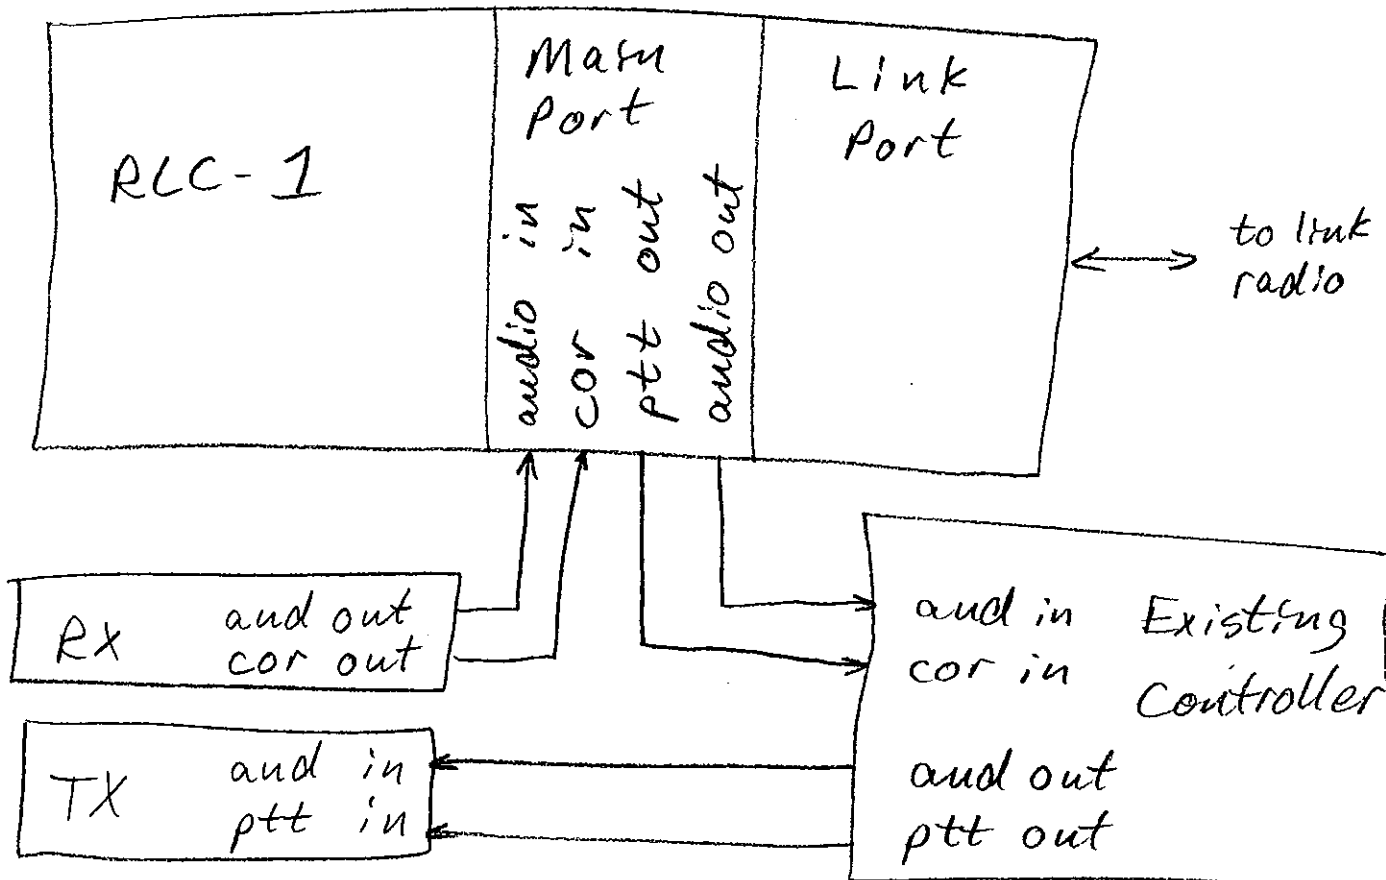 Main
Port
Link
Port
RLC-1
audio in
cor in
ptt out
audio out
to link
radio
RX
aud out
cor out
TX
aud in
ptt in
aud in
cor in
Existing
Controller
aud out
ptt out